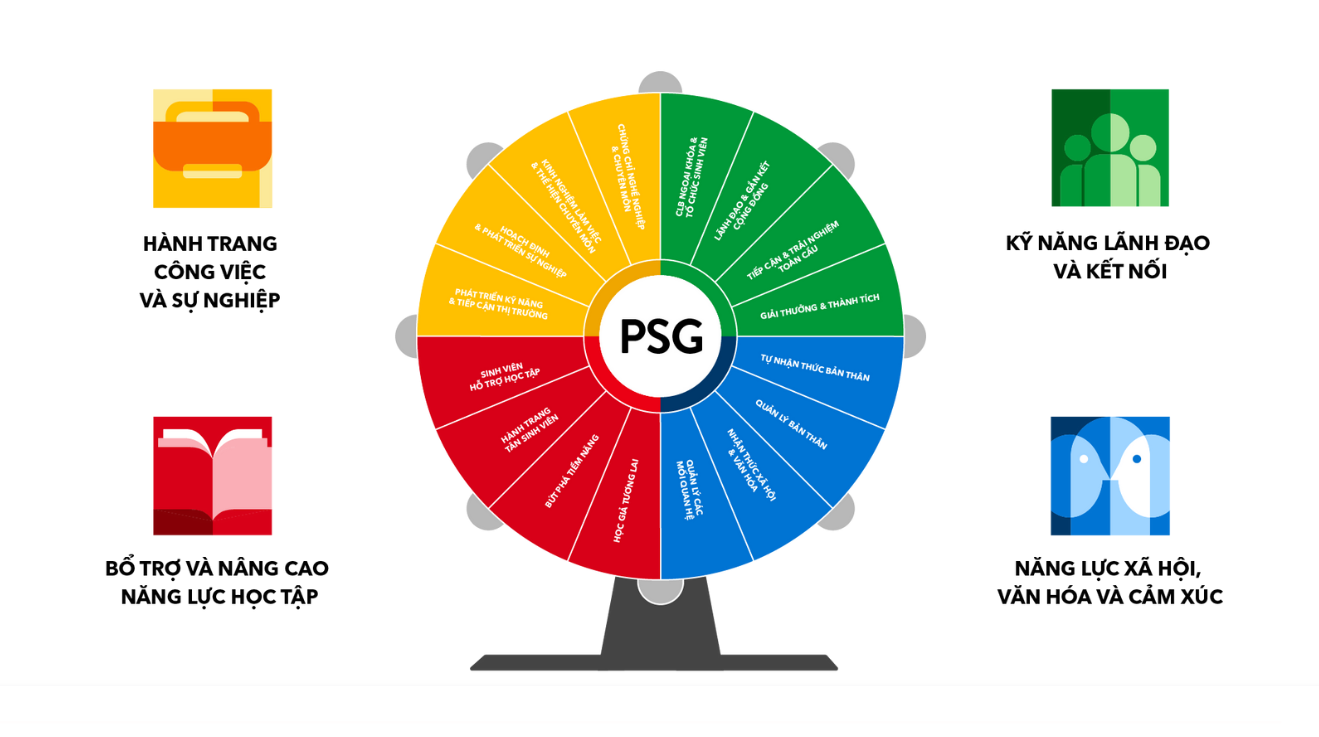 HÀNH TRANG
CÔNG VIỆC
VÀ SỰ NGHIỆP
BỔ TRỢ VÀ NÂNG CAO
NĂNG LỰC HỌC TẬP
CHỨNG CHỈ NGHỀ NGHIỆP
& CHUYÊN MÔN
KINH NGHIỆM LÀM VIỆC
& THỂ HIỆN CHUYÊN MÔN
HOẠCH ĐỊNH
& PHÁT TRIỂN SỰ NGHIỆP
PHÁT TRIỂN KỸ NĂNG
& TIẾP CẬN THỊ TRƯỜNG
SINH VIÊN
HỖ TRỢ HỌC TẬP
HÀNH TRANG
TÂN SINH VIÊN
BỨT PHÁ TIỀM NĂNG
HỌC GIẢ TƯƠNG LAI
PSG
CLB NGOẠI KHÓA &
TỔ CHỨC SINH VIÊN
LÃNH ĐẠO & GẮN KẾT
CỘNG ĐỒNG
TIẾP CẬN & TRẢI NGHIỆM
TOÀN CẦU
GIẢI THƯỞNG & THÀNH TÍCH
TỰ NHẬN THỨC BẢN THÂN
QUẢN LÝ BẢN THÂN
NHẬN THỨC XÃ HỘI
& VĂN HÓA
QUẢN LÝ CÁC
MỐI QUAN HỆ
KỸ NĂNG LÃNH ĐẠO
VÀ KẾT NỐI
NĂNG LỰC XÃ HỘI,
VĂN HÓA VÀ CẢM XÚC